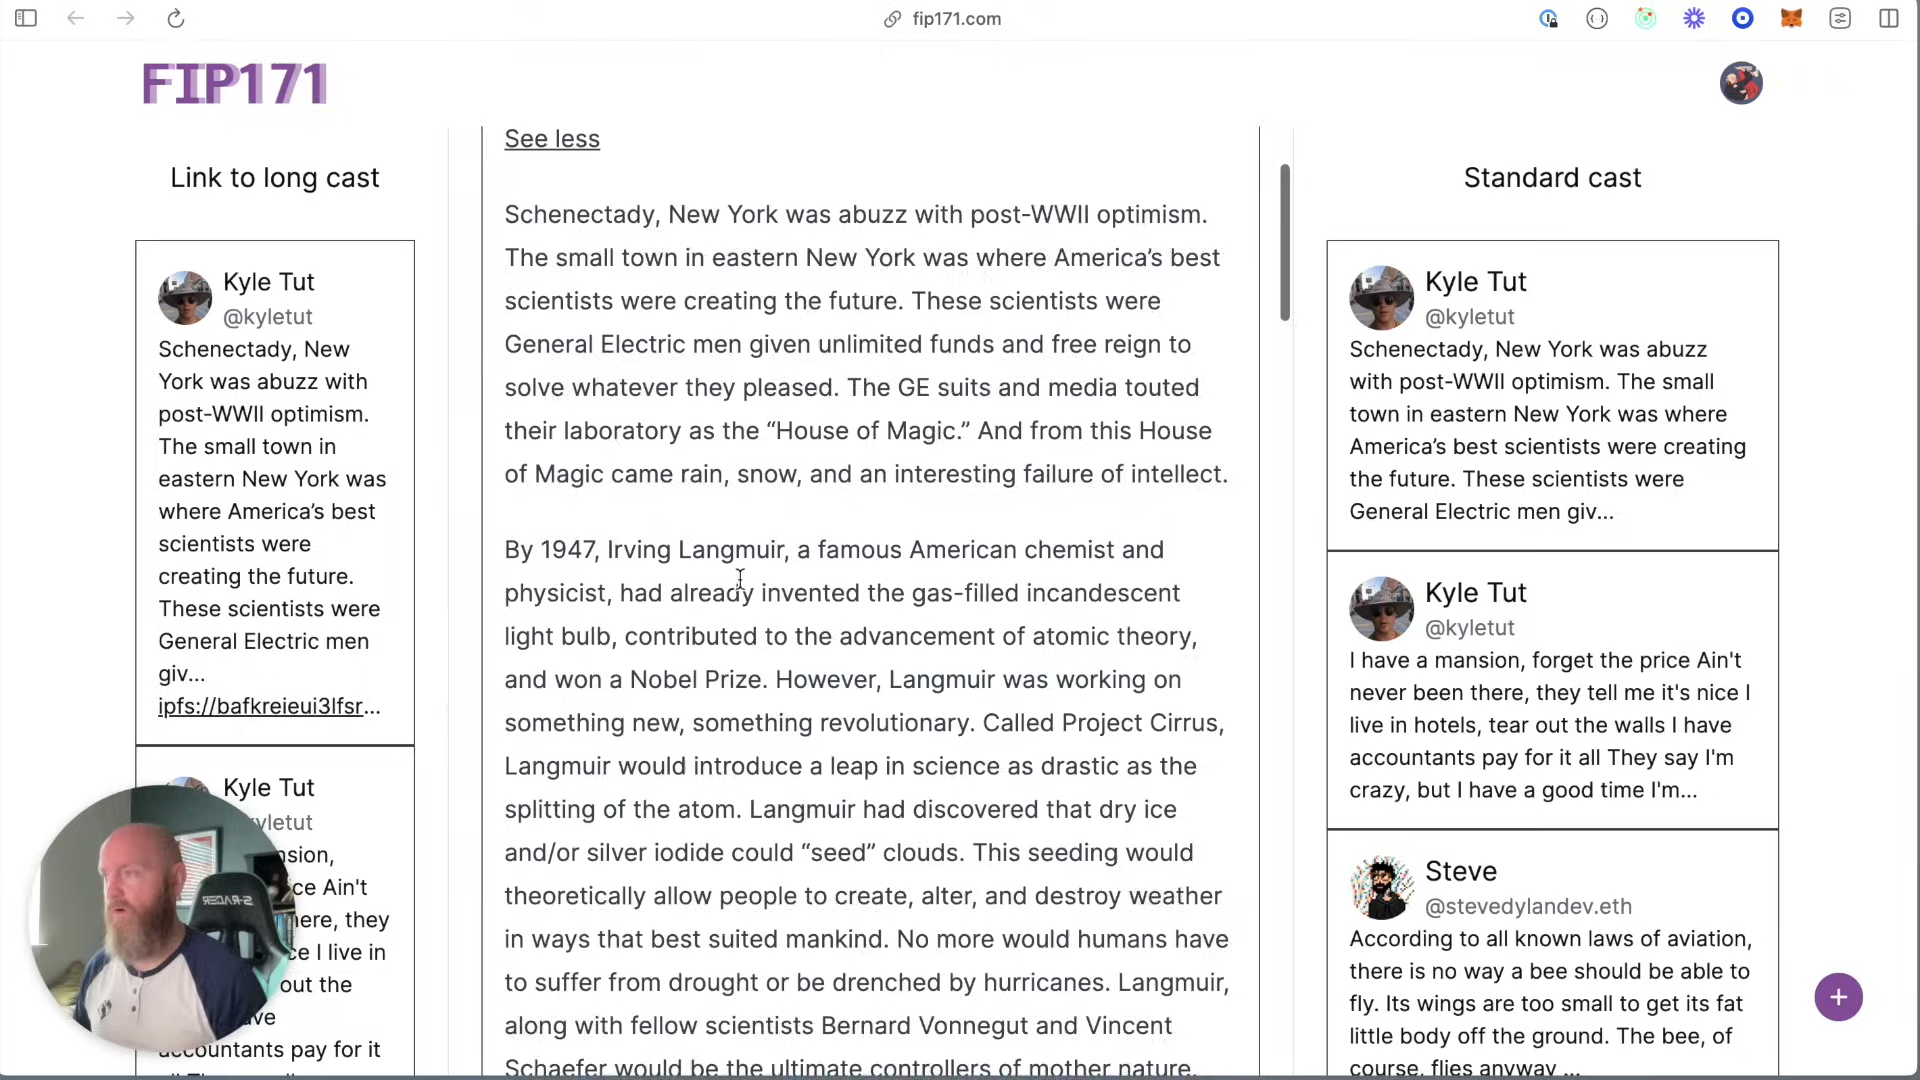 fip171.com
FIP171
Link to long cast
Kyle Tut
@kyletut
Schenectady, New
York was abuzz with
post-WWII optimism.
The small town in
eastern New York was
where America’s best
scientists were
creating the future.
These scientists were
General Electric men
giv...
ipfs://bafkreieui3lfsr...
Kyle Tut
kyletut
nsion,
ce Ain't
here, they
ce I live in
out the
accountants pay for it
See less
Schenectady, New York was abuzz with post-WWII optimism.
The small town in eastern New York was where America’s best
scientists were creating the future. These scientists were
General Electric men given unlimited funds and free reign to
solve whatever they pleased. The GE suits and media touted
their laboratory as the “House of Magic.” And from this House
of Magic came rain, snow, and an interesting failure of intellect.
By 1947, Irving Langmuir, a famous American chemist and
physicist, had already invented the gas-filled incandescent
light bulb, contributed to the advancement of atomic theory,
and won a Nobel Prize. However, Langmuir was working on
something new, something revolutionary. Called Project Cirrus,
Langmuir would introduce a leap in science as drastic as the
splitting of the atom. Langmuir had discovered that dry ice
and/or silver iodide could “seed” clouds. This seeding would
theoretically allow people to create, alter, and destroy weather
in ways that best suited mankind. No more would humans have
to suffer from drought or be drenched by hurricanes. Langmuir,
along with fellow scientists Bernard Vonnegut and Vincent
Schaefer would be the ultimate controllers of mother nature.
Standard cast
Kyle Tut
@kyletut
Schenectady, New York was abuzz
with post-WWII optimism. The small
town in eastern New York was where
America’s best scientists were creating
the future. These scientists were
General Electric men giv...
Kyle Tut
@kyletut
I have a mansion, forget the price Ain't
never been there, they tell me it's nice I
live in hotels, tear out the walls I have
accountants pay for it all They say I'm
crazy, but I have a good time I'm...
Steve
@stevedylandev.eth
According to all known laws of aviation,
there is no way a bee should be able to
fly. Its wings are too small to get its fat
little body off the ground. The bee, of
course, flies anyway ...